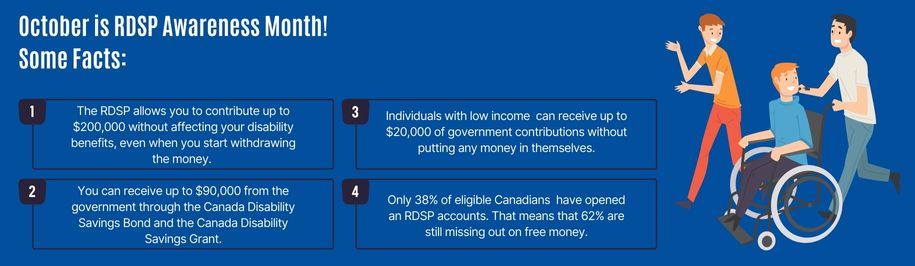 October is RDSP Awareness Month!
Some Facts:
1
The RDSP allows you to contribute up to
$200,000 without affecting your disability
benefits, even when you start withdrawing
the money.
2
You can receive up to $90,000 from the
government through the Canada Disability
Savings Bond and the Canada Disability
Savings Grant.
3
Individuals with low income can receive up to
$20,000 of government contributions without
putting any money in themselves.
4
Only 38% of eligible Canadians have opened
an RDSP accounts. That means that 62% are
still missing out on free money.